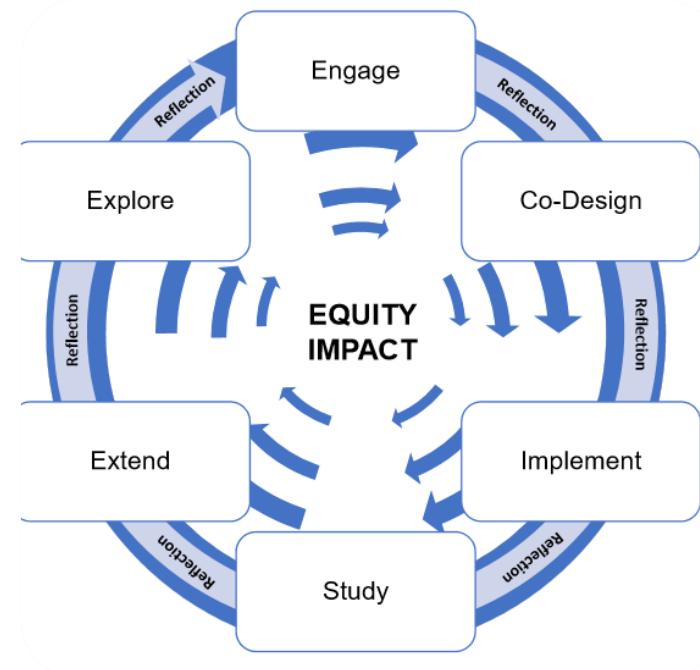 Engage
Reflection
Reflection
Explore
Co-Design
EQUITY
IMPACT
Reflection
Reflection
Extend
Implement
Reflection
Reflection
Study